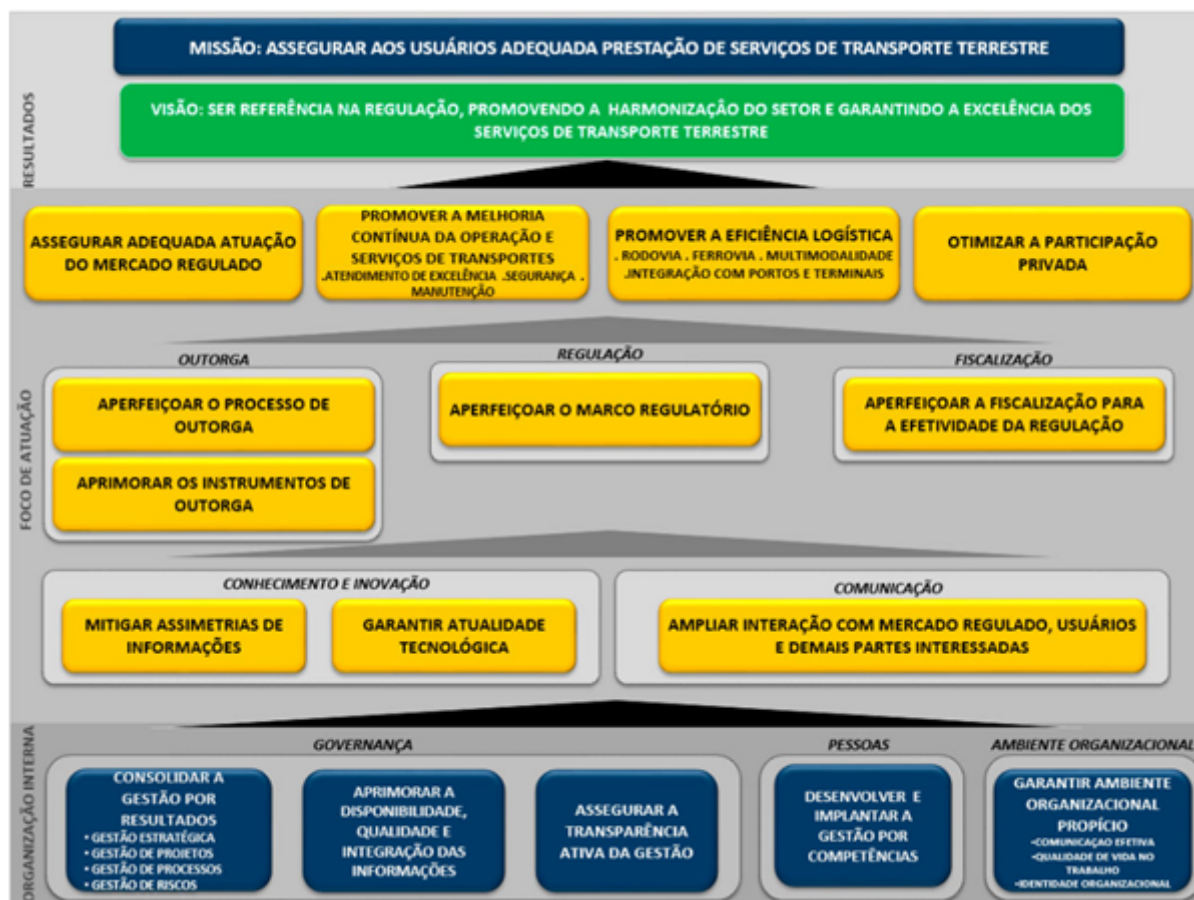 MISSÃO: ASSEGURAR AOS USUÁRIOS ADEQUADA PRESTAÇÃO DE SERVIÇOS DE TRANSPORTE TERRESTRE
VISÃO: SER REFERÊNCIA NA REGULAÇÃO, PROMOVENDO A HARMONIZAÇÃO DO SETOR E GARANTINDO A EXCELÊNCIA DOS
SERVIÇOS DE TRANSPORTE TERRESTRE
RESULTADOS
ASSEGURAR ADEQUADA ATUAÇÃO
DO MERCADO REGULADO
PROMOVER A MELHORIA
CONTÍNUA DA OPERAÇÃO E
SERVIÇOS DE TRANSPORTES
.ATENDIMENTO DE EXCELÊNCIA .SEGURANÇA .
MANUTENÇÃO
PROMOVER A EFICIÊNCIA LOGÍSTICA
. RODOVIA . FERROVIA . MULTIMODALIDADE
.INTEGRAÇÃO COM PORTOS E TERMINAIS
OTIMIZAR A PARTICIPAÇÃO
PRIVADA
FOCO DE ATUAÇÃO
OUTORGA
APERFEIÇOAR O PROCESSO DE
OUTORGA
APRIMORAR OS INSTRUMENTOS DE
OUTORGA
REGULAÇÃO
APERFEIÇOAR O MARCO REGULATÓRIO
FISCALIZAÇÃO
APERFEIÇOAR A FISCALIZAÇÃO PARA
A EFETIVIDADE DA REGULAÇÃO
CONHECIMENTO E INOVAÇÃO
MITIGAR ASSIMETRIAS DE
INFORMAÇÕES
GARANTIR ATUALIDADE
TECNOLÓGICA
COMUNICAÇÃO
AMPLIAR INTERAÇÃO COM MERCADO REGULADO, USUÁRIOS
E DEMAIS PARTES INTERESSADAS
ORGANIZAÇÃO INTERNA
GOVERNANÇA
CONSOLIDAR A
GESTÃO POR
RESULTADOS
• GESTÃO ESTRATÉGICA
• GESTÃO DE PROJETOS
• GESTÃO DE PROCESSOS
• GESTÃO DE RISCOS
APRIMORAR A
DISPONIBILIDADE,
QUALIDADE E
INTEGRAÇÃO DAS
INFORMAÇÕES
ASSEGURAR A
TRANSPARÊNCIA
ATIVA DA GESTÃO
PESSOAS
DESENVOLVER E
IMPLANTAR A
GESTÃO POR
COMPETÊNCIAS
AMBIENTE ORGANIZACIONAL
GARANTIR AMBIENTE
ORGANIZACIONAL
PROPÍCIO
•COMUNICAÇÃO EFETIVA
•QUALIDADE DE VIDA NO
TRABALHO
•IDENTIDADE ORGANIZACIONAL